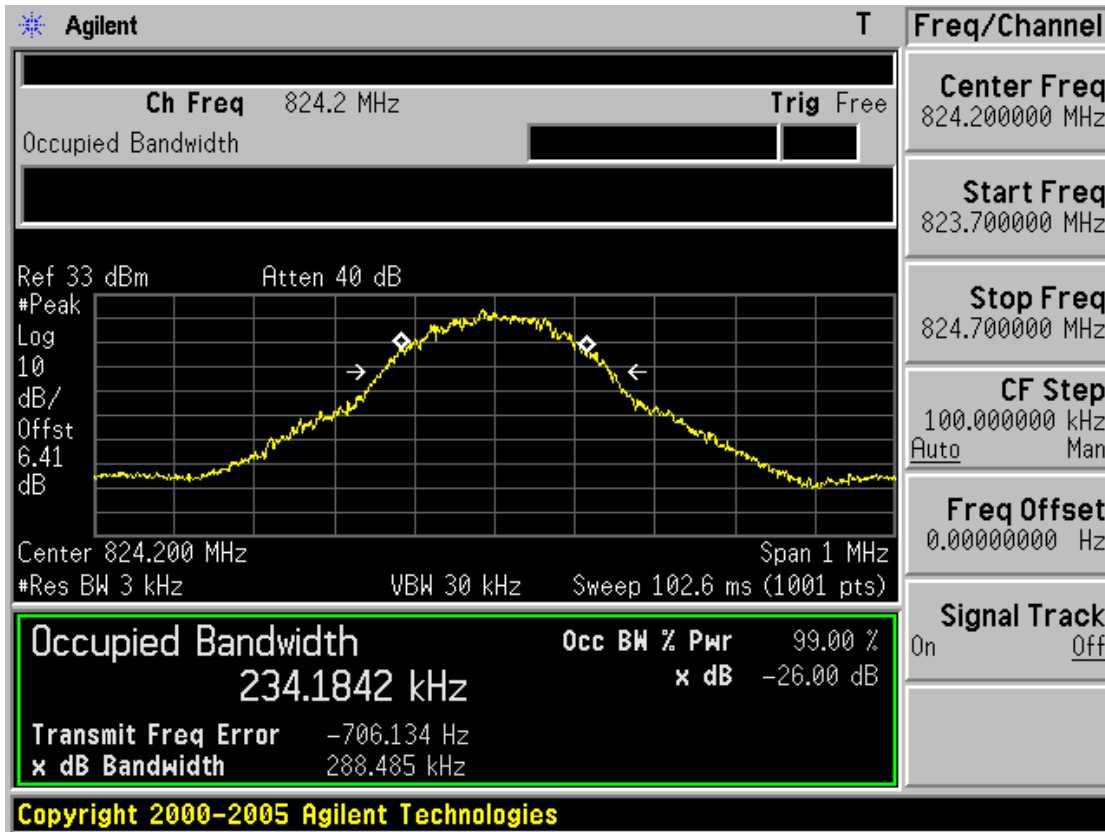 Agilent T
Ch Freq 824.2 MHz Trig Free
Occupied Bandwidth
Ref 33 dBm Atten 40 dB
#Peak
Log
10
dB/
Offst
6.41
dB
Center 824.200 MHz Span 1 MHz
#Res BW 3 kHz VBW 30 kHz Sweep 102.6 ms (1001 pts)
Occupied Bandwidth
234.1842 kHz
Occ BW % Pwr 99.00 %
x dB -26.00 dB
Transmit Freq Error -706.134 Hz
x dB Bandwidth 288.485 kHz
Copyright 2000-2005 Agilent Technologies
Freq/Channel
Center Freq
824.200000 MHz
Start Freq
823.700000 MHz
Stop Freq
824.700000 MHz
CF Step
100.000000 kHz
Auto Man
Freq Offset
0.00000000 Hz
Signal Track
On Off